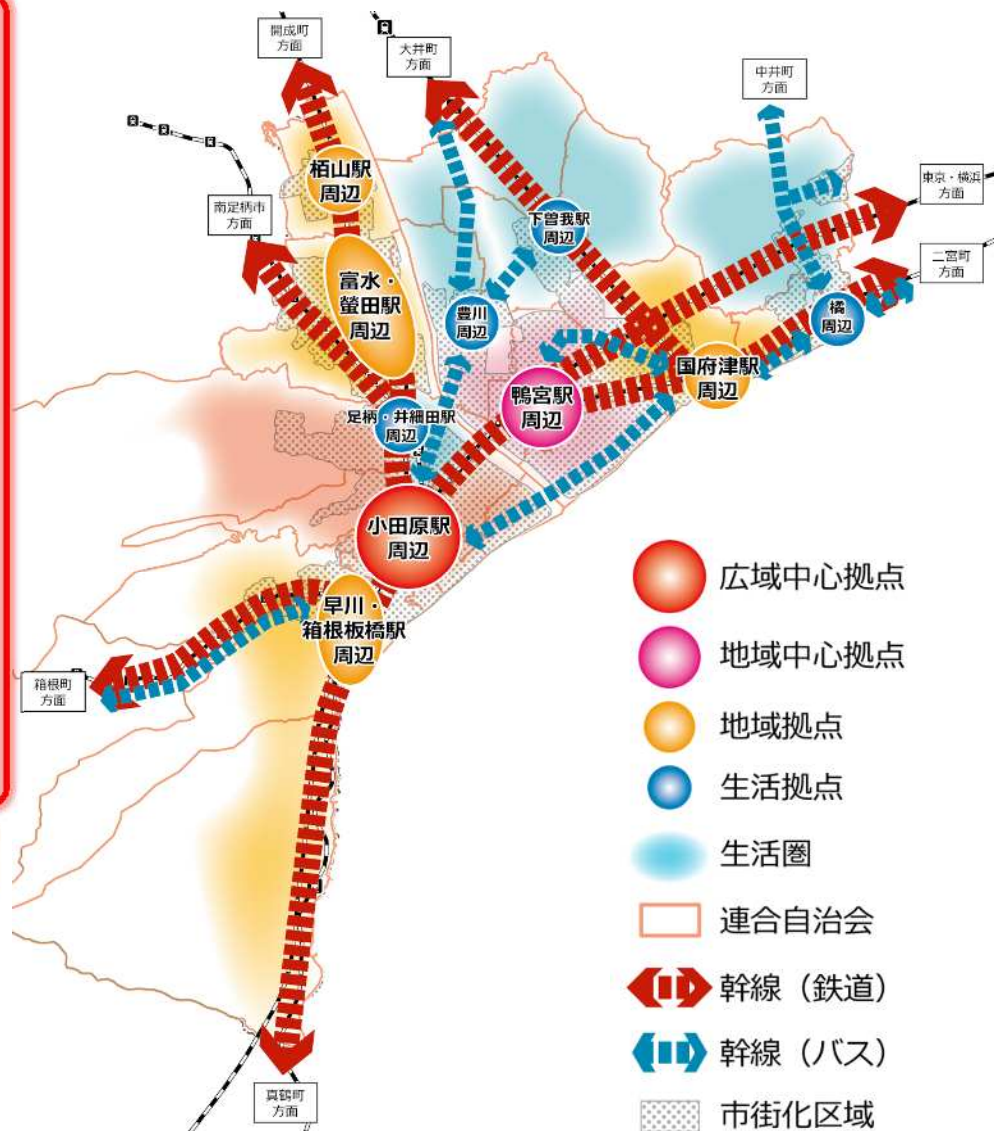 開成町
方面
大井町
方面
中井町
方面
東京・横浜
方面
南足柄市
方面
二宮町
方面
栢山駅
周辺
下曽我駅
周辺
富水・
螢田駅
周辺
豊川
周辺
橘
周辺
国府津駅
周辺
鴨宮駅
周辺
足柄・井細田駅
周辺
小田原駅
周辺
早川・
箱根板橋駅
周辺
箱根町
方面
真鶴町
方面
広域中心拠点
地域中心拠点
地域拠点
生活拠点
生活圏
連合自治会
幹線（鉄道）
幹線（バス）
市街化区域